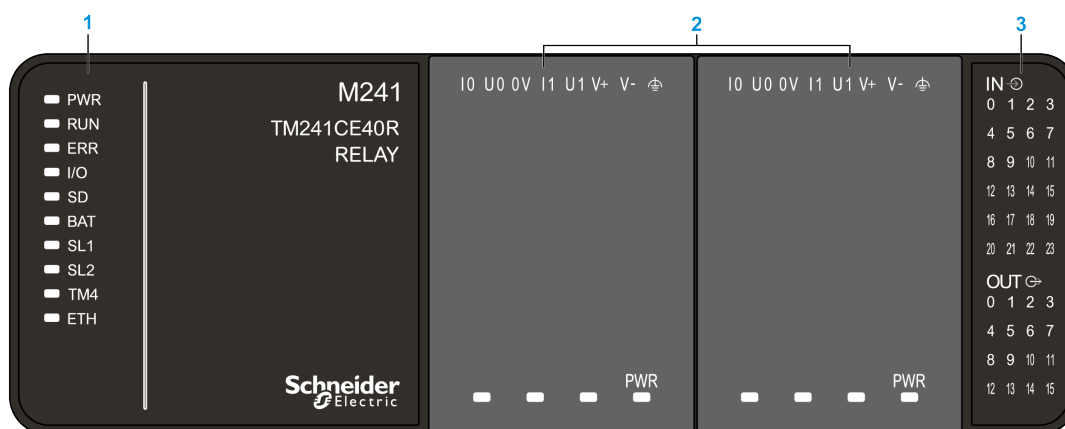 1
2
3
PWR
RUN
ERR
I/O
SD
BAT
SL1
SL2
TM4
ETH
M241
TM241CE40R
RELAY
Schneider
Electric
I0 U0 0V I1 U1 V+ V-
PWR
I0 U0 0V I1 U1 V+ V-
PWR
IN
0 1 2 3
4 5 6 7
8 9 10 11
12 13 14 15
16 17 18 19
20 21 22 23
OUT
0 1 2 3
4 5 6 7
8 9 10 11
12 13 14 15